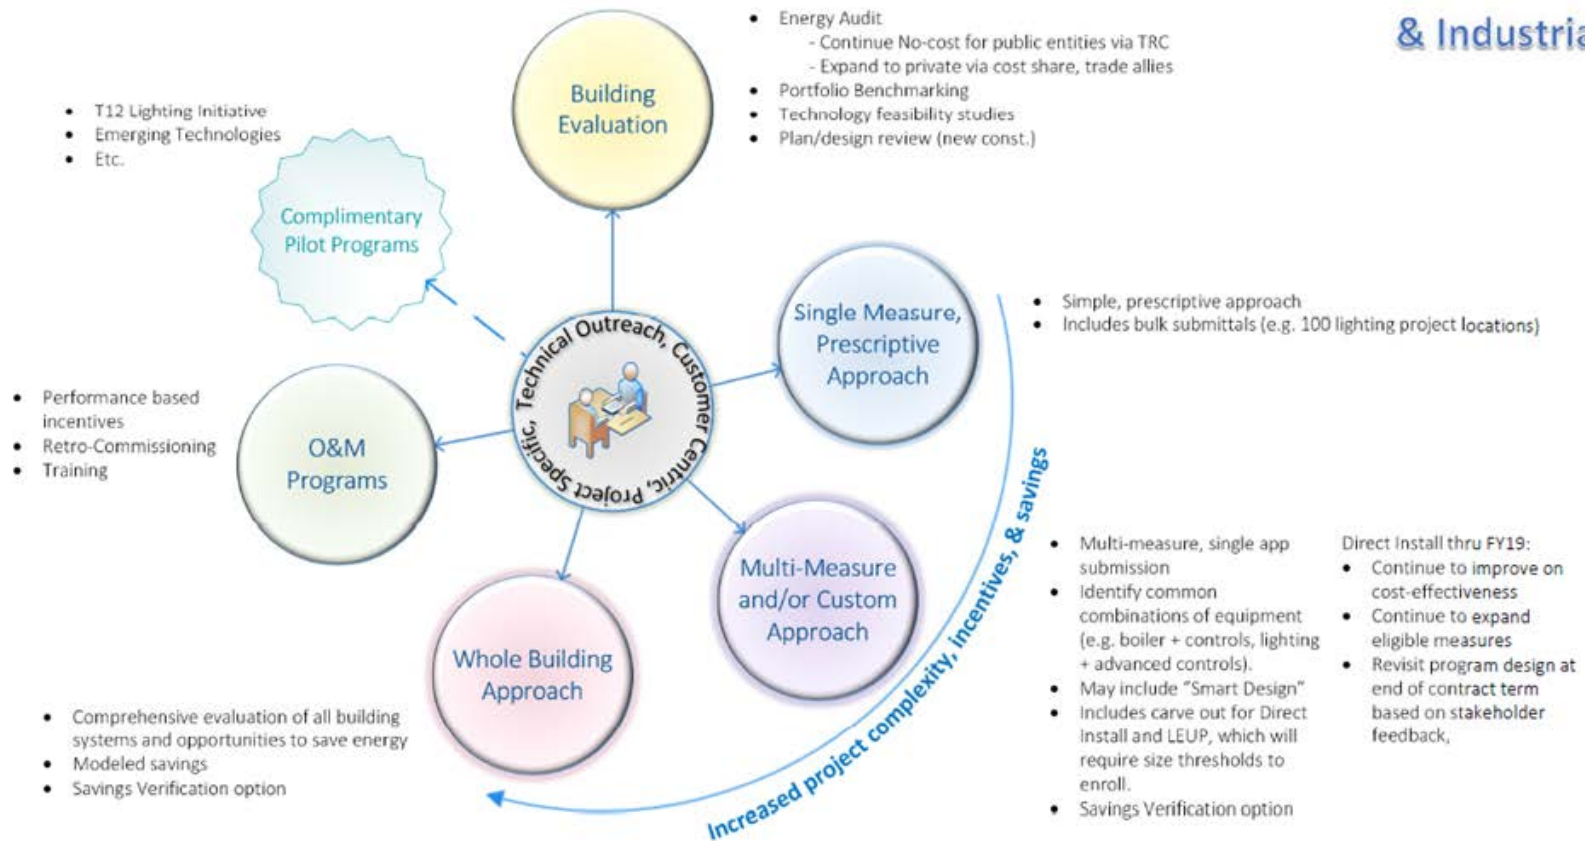 & Industria
• Energy Audit
- Continue No-cost for public entities via TRC
- Expand to private via cost share, trade allies
• Portfolio Benchmarking
• Technology feasibility studies
• Plan/design review (new const.)
Building
Evaluation
• T12 Lighting Initiative
• Emerging Technologies
• Etc.
Complimentary
Pilot Programs
Single Measure,
Prescriptive
Approach
• Simple, prescriptive approach
• Includes bulk submittals (e.g. 100 lighting project locations)
Technical Outreach, Customer Centric, Project Specific,
• Performance based
incentives
• Retro-Commissioning
• Training
O&M
Programs
Multi-Measure
and/or Custom
Approach
• Multi-measure, single app
submission
• Identify common
combinations of equipment
(e.g. boiler + controls, lighting
+ advanced controls).
• May include "Smart Design"
• Includes carve out for Direct
Install and LEUP, which will
require size thresholds to
enroll.
• Savings Verification option
Direct Install thru FY19:
• Continue to improve on
cost-effectiveness
• Continue to expand
eligible measures
• Revisit program design at
end of contract term
based on stakeholder
feedback,
Whole Building
Approach
• Comprehensive evaluation of all building
systems and opportunities to save energy
• Modeled savings
• Savings Verification option
Increased project complexity, incentives, & savings